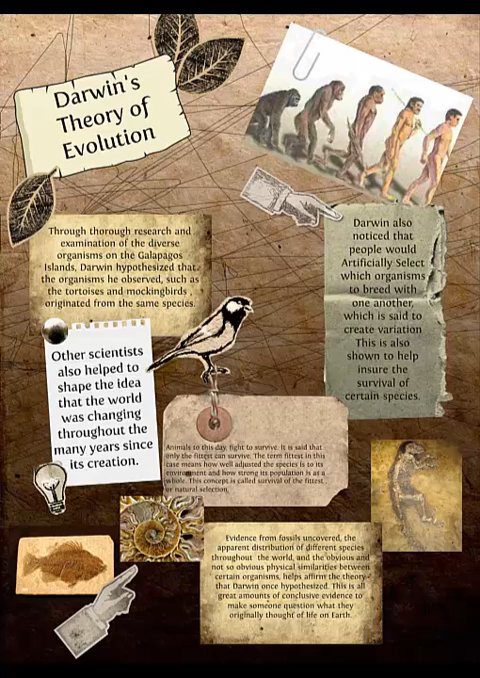 Darwin's
Theory of
Evolution
Through thorough research and
examination of the diverse
organisms on the Galapagos
Islands, Darwin hypothesized that
the organisms he observed, such as
the tortoises and mockingbirds ,
originated from the same species.
Darwin also
noticed that
people would
Artificially Select
which organisms
to breed with
one another,
which is said to
create variation
This is also
shown to help
insure the
survival of
certain species.
Other scientists
also helped to
shape the idea
that the world
was changing
throughout the
many years since
its creation.
Animals to this day, fight to survive. It is said that
only the fittest can survive. The term fittest in this
case means how well adjusted the species is to its
environment and how strong its population is as a
whole. This concept is called survival of the fittest
or natural selection.
Evidence from fossils uncovered, the
apparent distribution of different species
throughout the world, and the obvious and
not so obvious physical similarities between
certain organisms, helps affirm the theory
that Darwin once hypothesized. This is all
great amounts of conclusive evidence to
make someone question what they
originally thought of life on Earth.